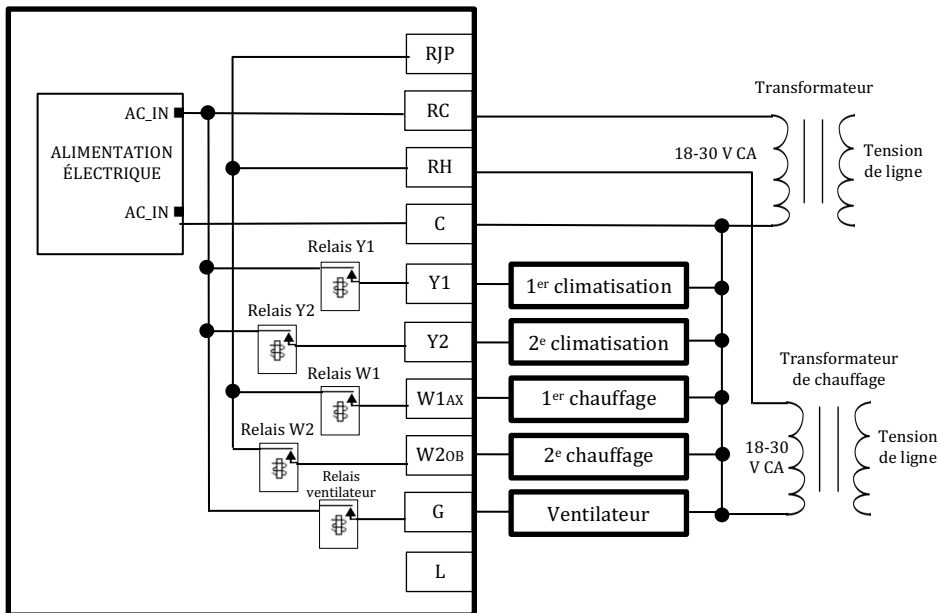 RJP
AC_IN
RC
Transformateur
ALIMENTATION
ÉLECTRIQUE
RH
18-30 V CA
Tension
de ligne
AC_IN
C
Relais Y1
Y1
1er climatisation
Relais Y2
Y2
2e climatisation
Transformateur
de chauffage
Relais W1
W1AX
1er chauffage
Relais W2
W2OB
2e chauffage
18-30
V CA
Tension
de ligne
Relais
ventilateur
G
Ventilateur
L